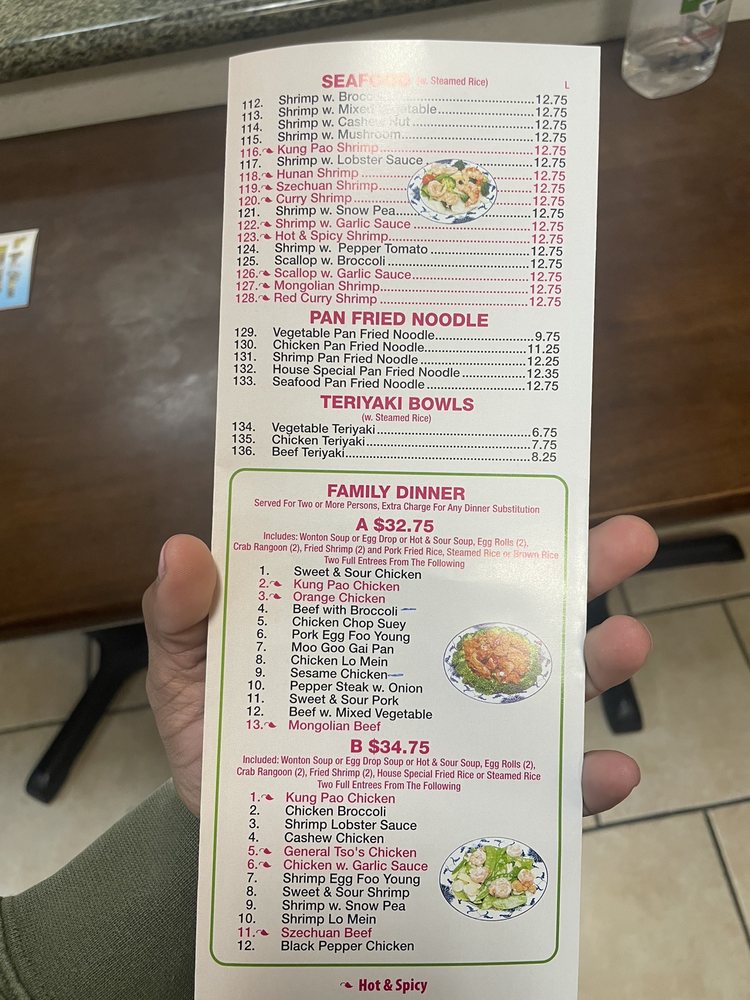 SEAFOOD (w. Steamed Rice) L
112. Shrimp w. Broccoli..........12.75
113. Shrimp w. Mixed Vegetable..........12.75
114. Shrimp w. Cashew Nut..........12.75
115. Shrimp w. Mushroom..........12.75
116. Kung Pao Shrimp..........12.75
117. Shrimp w. Lobster Sauce..........12.75
118. Hunan Shrimp..........12.75
119. Szechuan Shrimp..........12.75
120. Curry Shrimp..........12.75
121. Shrimp w. Snow Pea..........12.75
122. Shrimp w. Garlic Sauce..........12.75
123. Hot & Spicy Shrimp..........12.75
124. Shrimp w. Pepper Tomato..........12.75
125. Scallop w. Broccoli..........12.75
126. Scallop w. Garlic Sauce..........12.75
127. Mongolian Shrimp..........12.75
128. Red Curry Shrimp..........12.75
PAN FRIED NOODLE
129. Vegetable Pan Fried Noodle..........9.75
130. Chicken Pan Fried Noodle..........11.25
131. Shrimp Pan Fried Noodle..........12.25
132. House Special Pan Fried Noodle..........12.35
133. Seafood Pan Fried Noodle..........12.75
TERIYAKI BOWLS
(w. Steamed Rice)
134. Vegetable Teriyaki..........6.75
135. Chicken Teriyaki..........7.75
136. Beef Teriyaki..........8.25
FAMILY DINNER
Served For Two or More Persons, Extra Charge For Any Dinner Substitution
A $32.75
Includes: Wonton Soup or Egg Drop or Hot & Sour Soup, Egg Rolls (2),
Crab Rangoon (2), Fried Shrimp (2) and Pork Fried Rice, Steamed Rice or Brown Rice
Two Full Entrees From The Following
1. Sweet & Sour Chicken
2. Kung Pao Chicken
3. Orange Chicken
4. Beef with Broccoli
5. Chicken Chop Suey
6. Pork Egg Foo Young
7. Moo Goo Gai Pan
8. Chicken Lo Mein
9. Sesame Chicken
10. Pepper Steak w. Onion
11. Sweet & Sour Pork
12. Beef w. Mixed Vegetable
13. Mongolian Beef
B $34.75
Included: Wonton Soup or Egg Drop Soup or Hot & Sour Soup, Egg Rolls (2),
Crab Rangoon (2), Fried Shrimp (2), House Special Fried Rice or Steamed Rice
Two Full Entrees From The Following
1. Kung Pao Chicken
2. Chicken Broccoli
3. Shrimp Lobster Sauce
4. Cashew Chicken
5. General Tso's Chicken
6. Chicken w. Garlic Sauce
7. Shrimp Egg Foo Young
8. Sweet & Sour Shrimp
9. Shrimp w. Snow Pea
10. Shrimp Lo Mein
11. Szechuan Beef
12. Black Pepper Chicken
Hot & Spicy